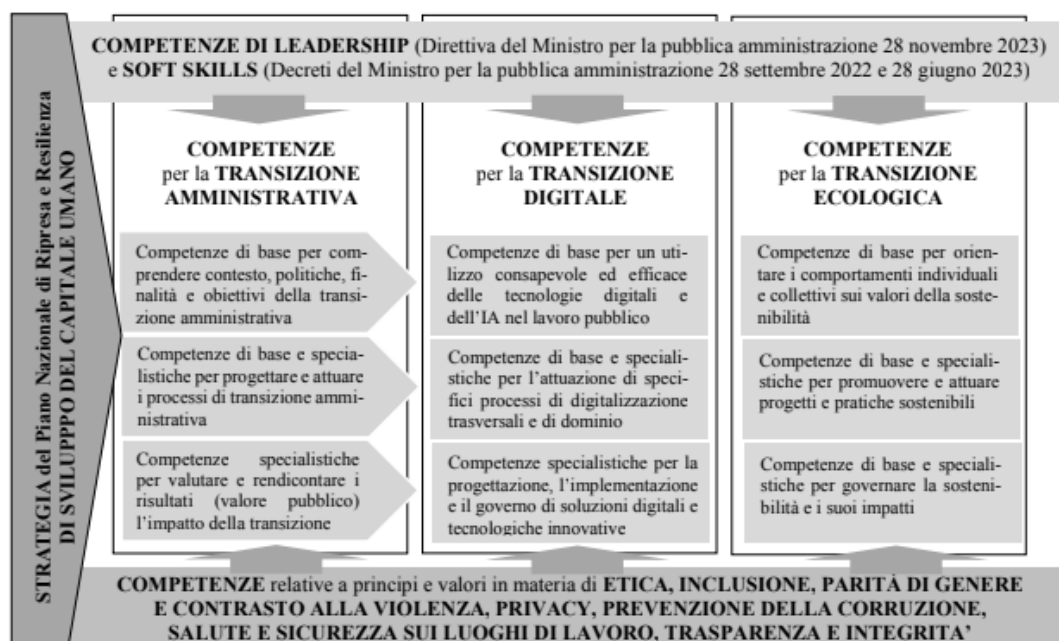 STRATEGIA del Piano Nazionale di Ripresa e Resilienza
DI SVILUPPPO DEL CAPITALE UMANO
COMPETENZE DI LEADERSHIP (Direttiva del Ministro per la pubblica amministrazione 28 novembre 2023)
e SOFT SKILLS (Decreti del Ministro per la pubblica amministrazione 28 settembre 2022 e 28 giugno 2023)
COMPETENZE
per la TRANSIZIONE
AMMINISTRATIVA
Competenze di base per com-
prendere contesto, politiche, fi-
nalità e obiettivi della transi-
zione amministrativa
Competenze di base e specia-
listiche per progettare e attuare
i processi di transizione ammi-
nistrativa
Competenze specialistiche
per valutare e rendicontare i
risultati (valore pubblico)
l'impatto della transizione
COMPETENZE
per la TRANSIZIONE
DIGITALE
Competenze di base per un uti-
lizzo consapevole ed efficace
delle tecnologie digitali e
dell'IA nel lavoro pubblico
Competenze di base e speciali-
stiche per l'attuazione di speci-
fici processi di digitalizzazione
trasversali e di dominio
Competenze specialistiche per la
progettazione, l'implementazione
e il governo di soluzioni digitali e
tecnologiche innovative
COMPETENZE
per la TRANSIZIONE
ECOLOGICA
Competenze di base per orien-
tare i comportamenti individuali
e collettivi sui valori della soste-
nibilità
Competenze di base e speciali-
stiche per promuovere e attuare
progetti e pratiche sostenibili
Competenze di base e speciali-
stiche per governare la sosteni-
bilità e i suoi impatti
COMPETENZE relative a principi e valori in materia di ETICA, INCLUSIONE, PARITÀ DI GENERE
E CONTRASTO ALLA VIOLENZA, PRIVACY, PREVENZIONE DELLA CORRUZIONE,
SALUTE E SICUREZZA SUI LUOGHI DI LAVORO, TRASPARENZA E INTEGRITA'